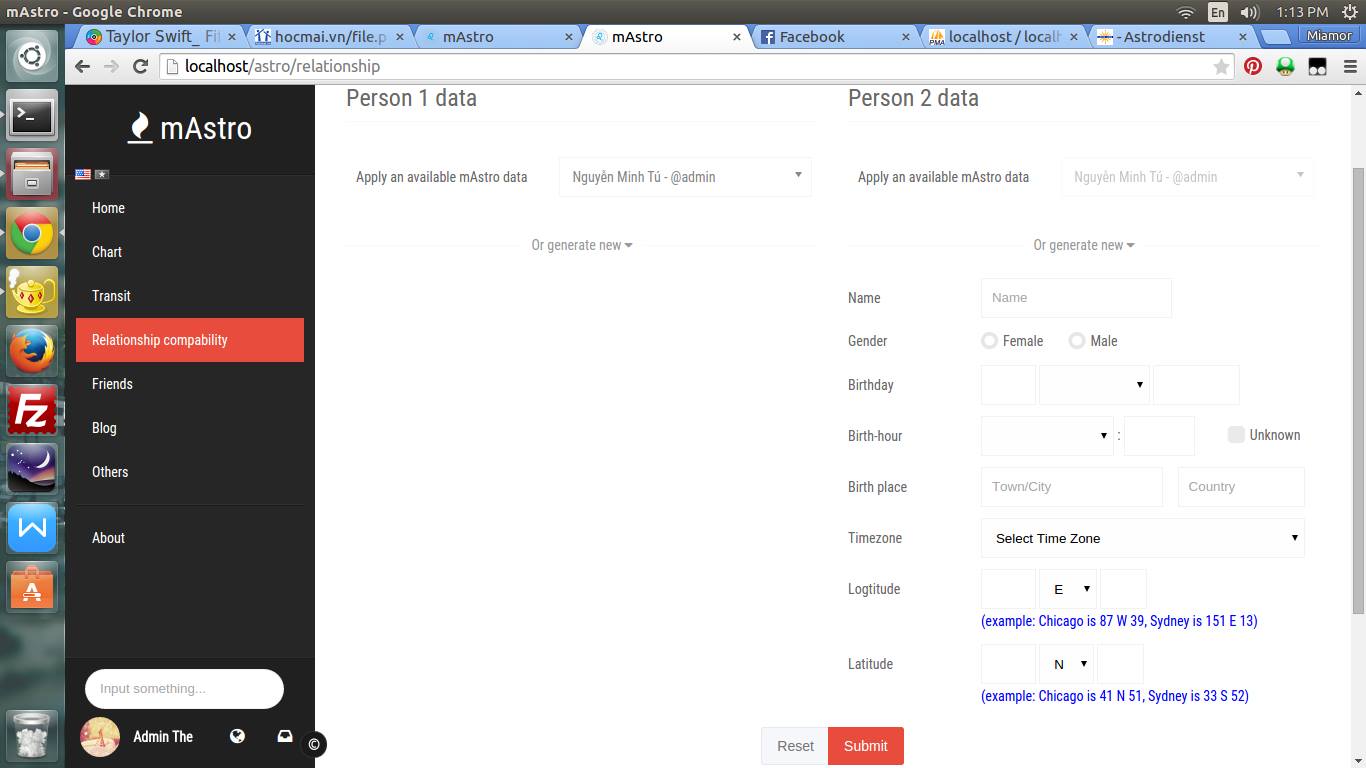 mAstro - Google Chrome
En
1:13 PM
Taylor Swift_ Fi
hocmai.vn/file.p
mAstro
mAstro
Facebook
PMA
localhost / localh
- Astrodienst
Miamor
localhost/astro/relationship
mAstro
Home
Chart
Transit
Relationship compability
Friends
Blog
Others
About
Input something...
Admin The
©
Person 1 data
Apply an available mAstro data
Nguyễn Minh Tú - @admin
Or generate new
Person 2 data
Apply an available mAstro data
Nguyễn Minh Tú - @admin
Or generate new
Name
Name
Gender
Female
Male
Birthday
Birth-hour
:
Unknown
Birth place
Town/City
Country
Timezone
Select Time Zone
Logtitude
E
(example: Chicago is 87 W 39, Sydney is 151 E 13)
Latitude
N
(example: Chicago is 41 N 51, Sydney is 33 S 52)
Reset
Submit
Fz
W
A